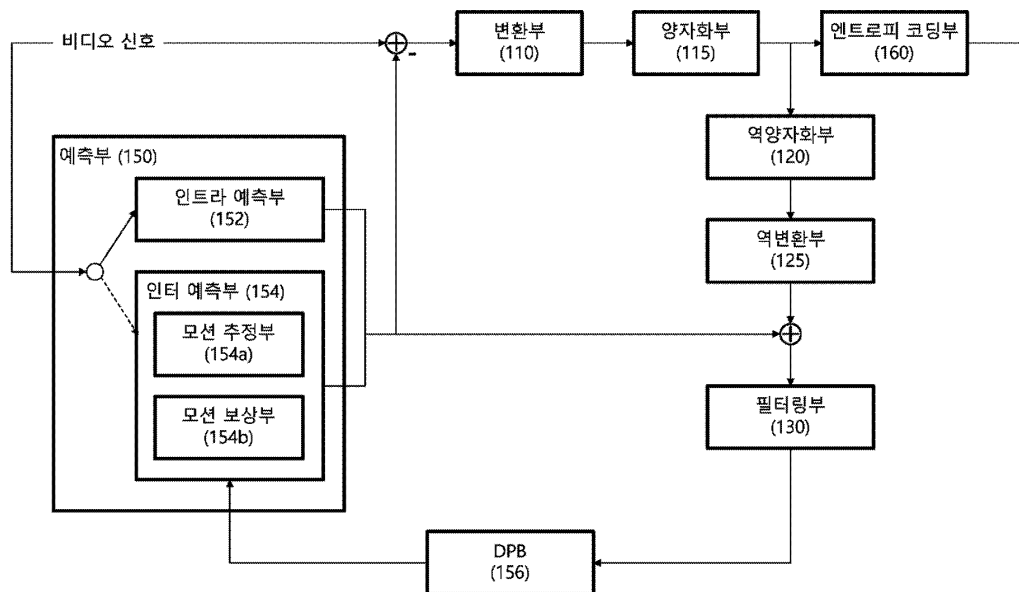 비디오 신호
변환부
(110)
양자화부
(115)
엔트로피 코딩부
(160)
-
역양자화부
(120)
예측부 (150)
인트라 예측부
(152)
역변환부
(125)
인터 예측부 (154)
모션 추정부
(154a)
모션 보상부
(154b)
필터링부
(130)
DPB
(156)